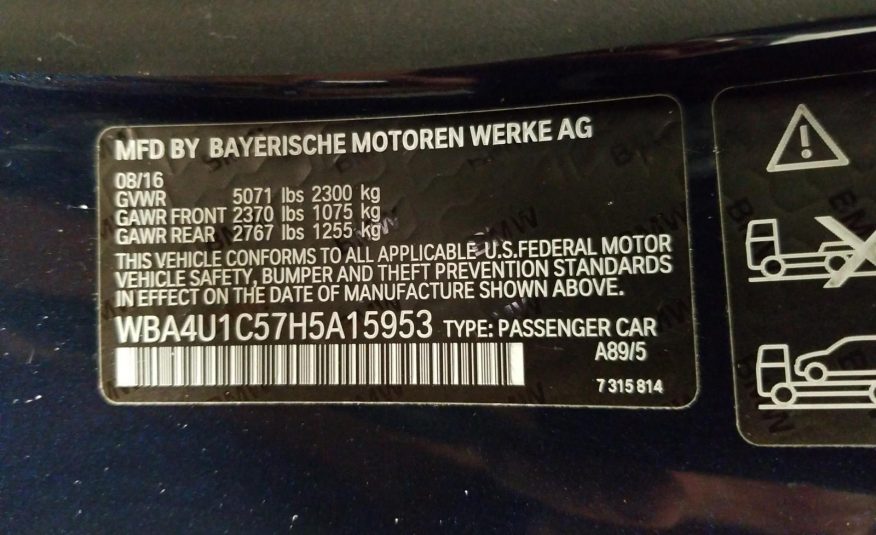 MFD BY BAYERISCHE MOTOREN WERKE AG
08/16
GVWR 5071 lbs 2300 kg
GAWR FRONT 2370 lbs 1075 kg
GAWR REAR 2767 lbs 1255 kg
THIS VEHICLE CONFORMS TO ALL APPLICABLE U.S.FEDERAL MOTOR
VEHICLE SAFETY, BUMPER AND THEFT PREVENTION STANDARDS
IN EFFECT ON THE DATE OF MANUFACTURE SHOWN ABOVE.
WBA4U1C57H5A15953 TYPE: PASSENGER CAR
A89/5
7 315 814